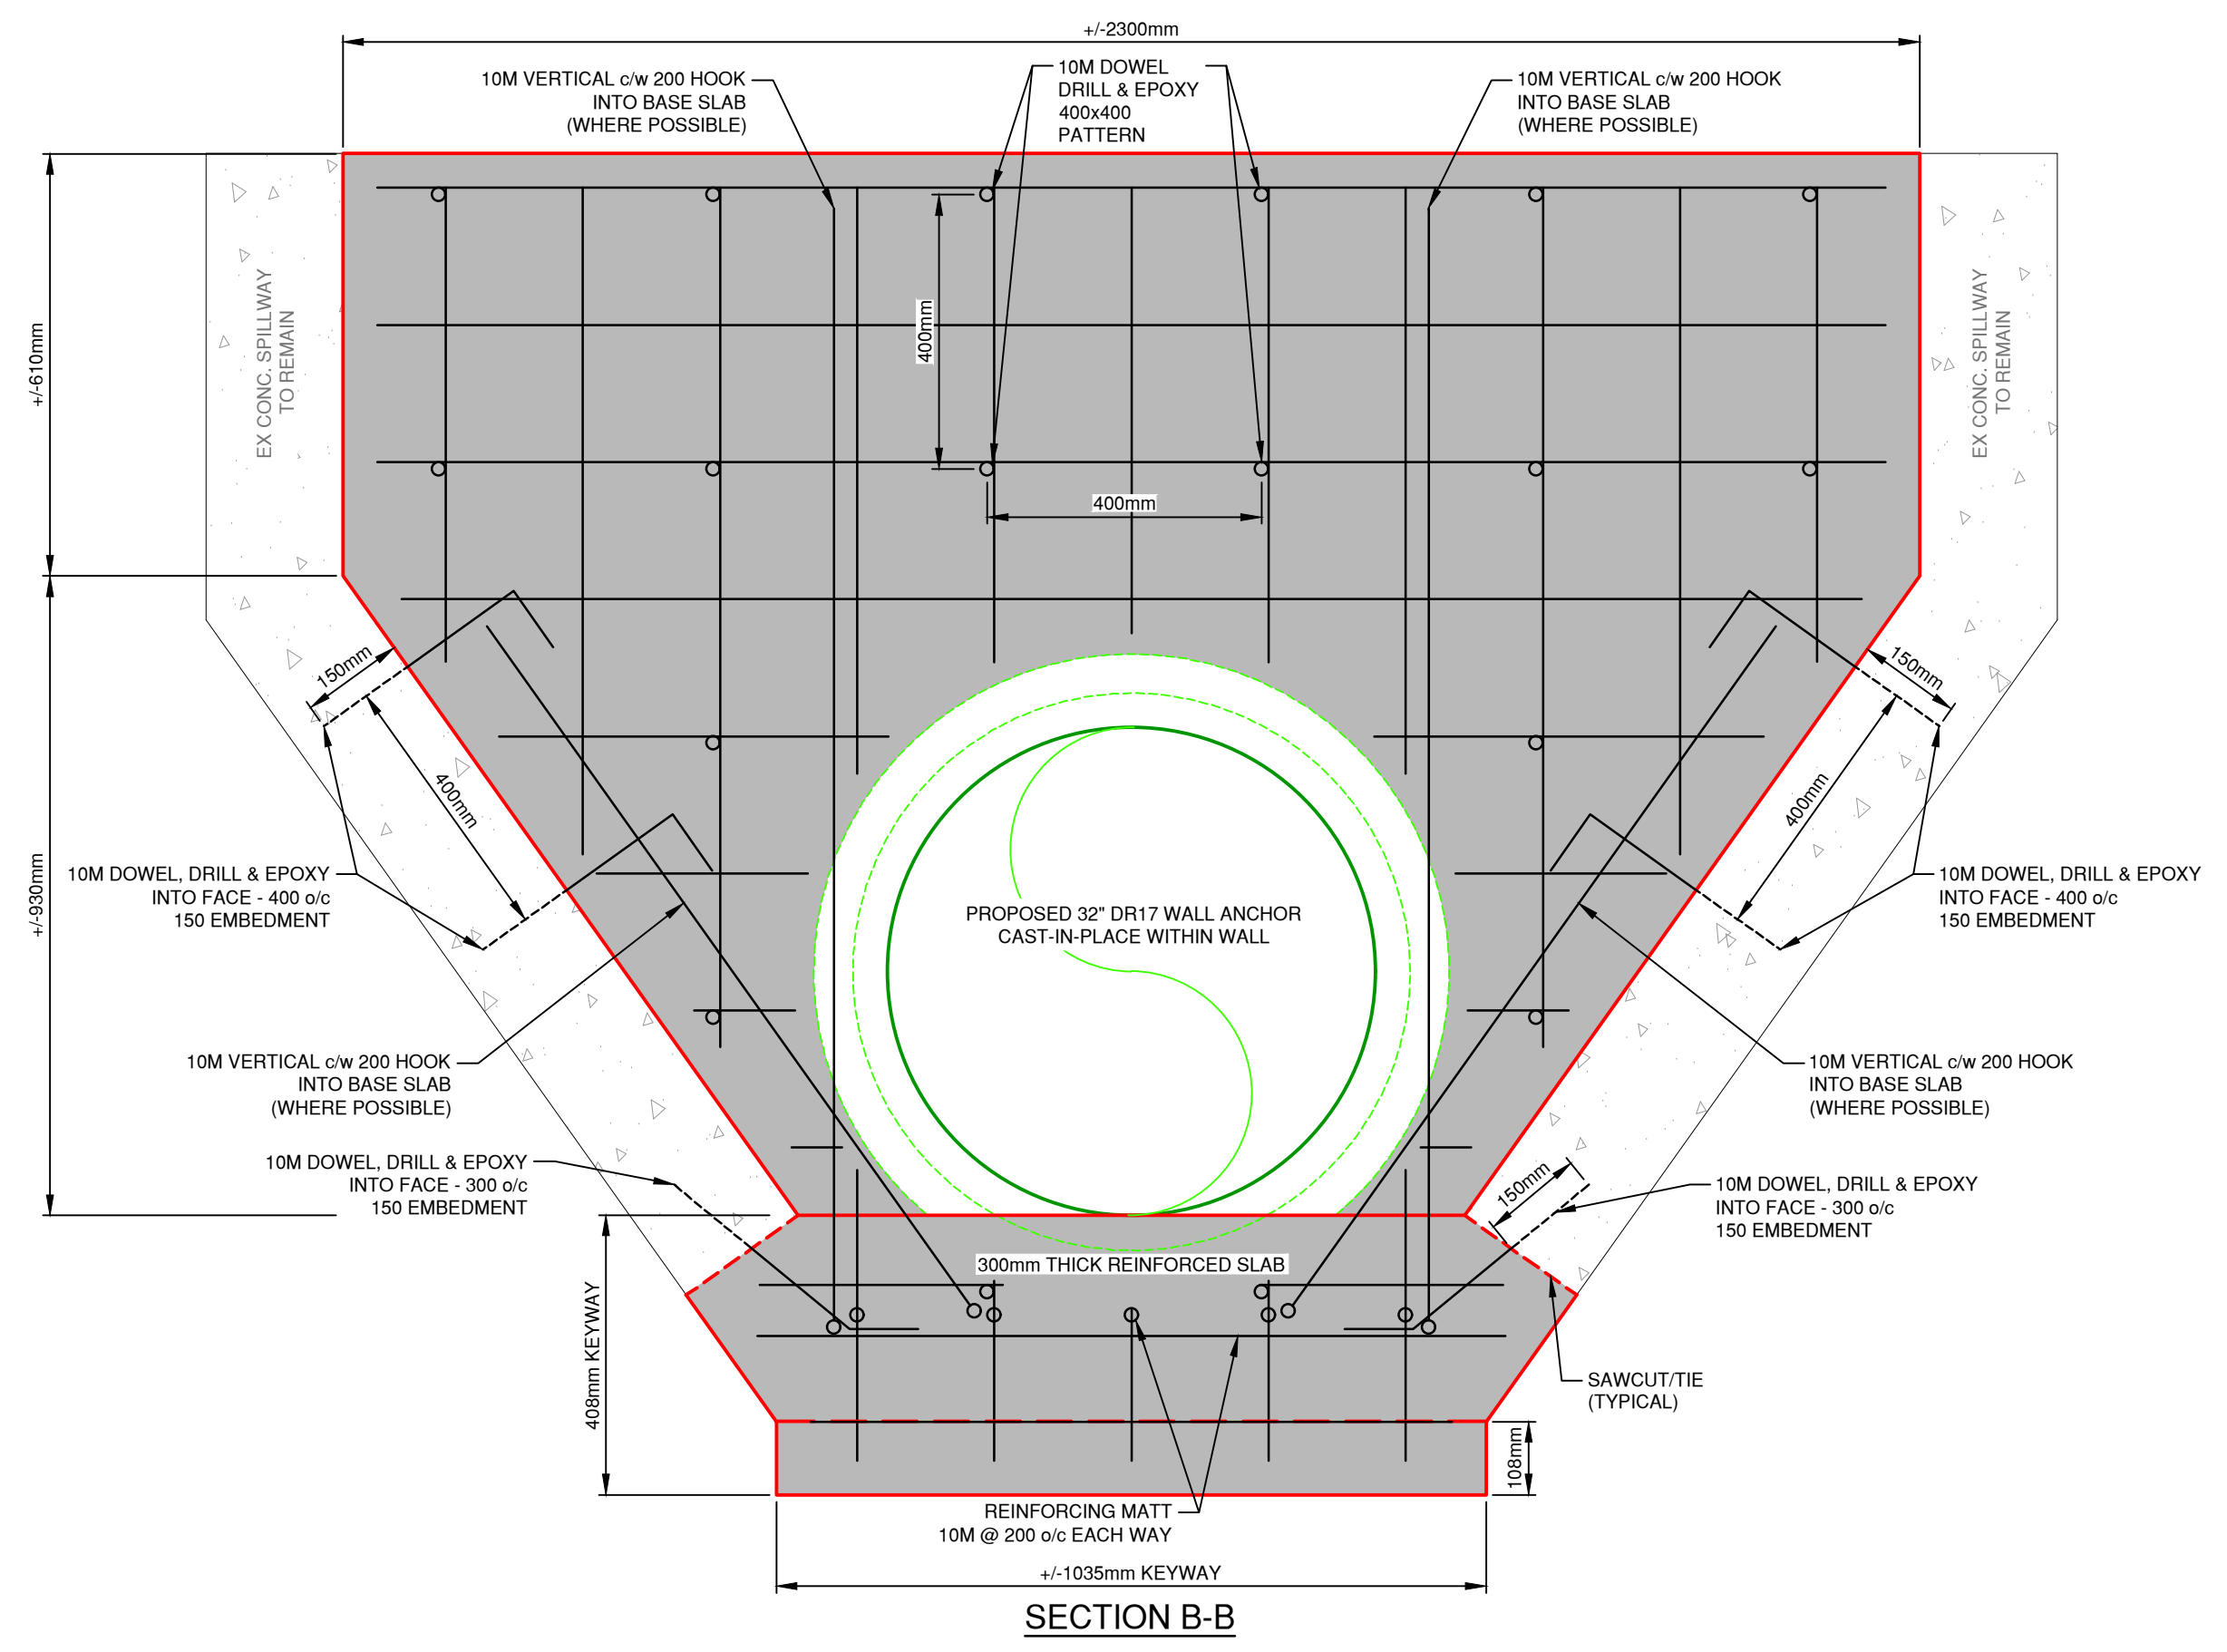 +/-2300mm
10M VERTICAL c/w 200 HOOK
INTO BASE SLAB
(WHERE POSSIBLE)
10M DOWEL
DRILL & EPOXY
400x400
PATTERN
10M VERTICAL c/w 200 HOOK
INTO BASE SLAB
(WHERE POSSIBLE)
+/-610mm
EX CONC. SPILLWAY
TO REMAIN
400mm
400mm
EX CONC. SPILLWAY
TO REMAIN
150mm
400mm
150mm
400mm
+/-930mm
10M DOWEL, DRILL & EPOXY
INTO FACE - 400 o/c
150 EMBEDMENT
PROPOSED 32" DR17 WALL ANCHOR
CAST-IN-PLACE WITHIN WALL
10M DOWEL, DRILL & EPOXY
INTO FACE - 400 o/c
150 EMBEDMENT
10M VERTICAL c/w 200 HOOK
INTO BASE SLAB
(WHERE POSSIBLE)
10M VERTICAL c/w 200 HOOK
INTO BASE SLAB
(WHERE POSSIBLE)
10M DOWEL, DRILL & EPOXY
INTO FACE - 300 o/c
150 EMBEDMENT
150mm
10M DOWEL, DRILL & EPOXY
INTO FACE - 300 o/c
150 EMBEDMENT
300mm THICK REINFORCED SLAB
408mm KEYWAY
SAWCUT/TIE
(TYPICAL)
108mm
REINFORCING MATT
10M @ 200 o/c EACH WAY
+/-1035mm KEYWAY
SECTION B-B